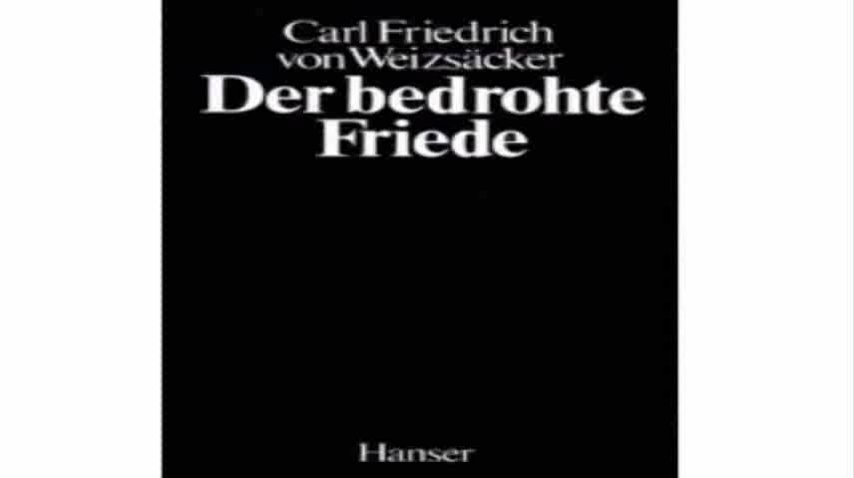 Carl Friedrich
von Weizsäcker
Der bedrohte
Friede
Hanser